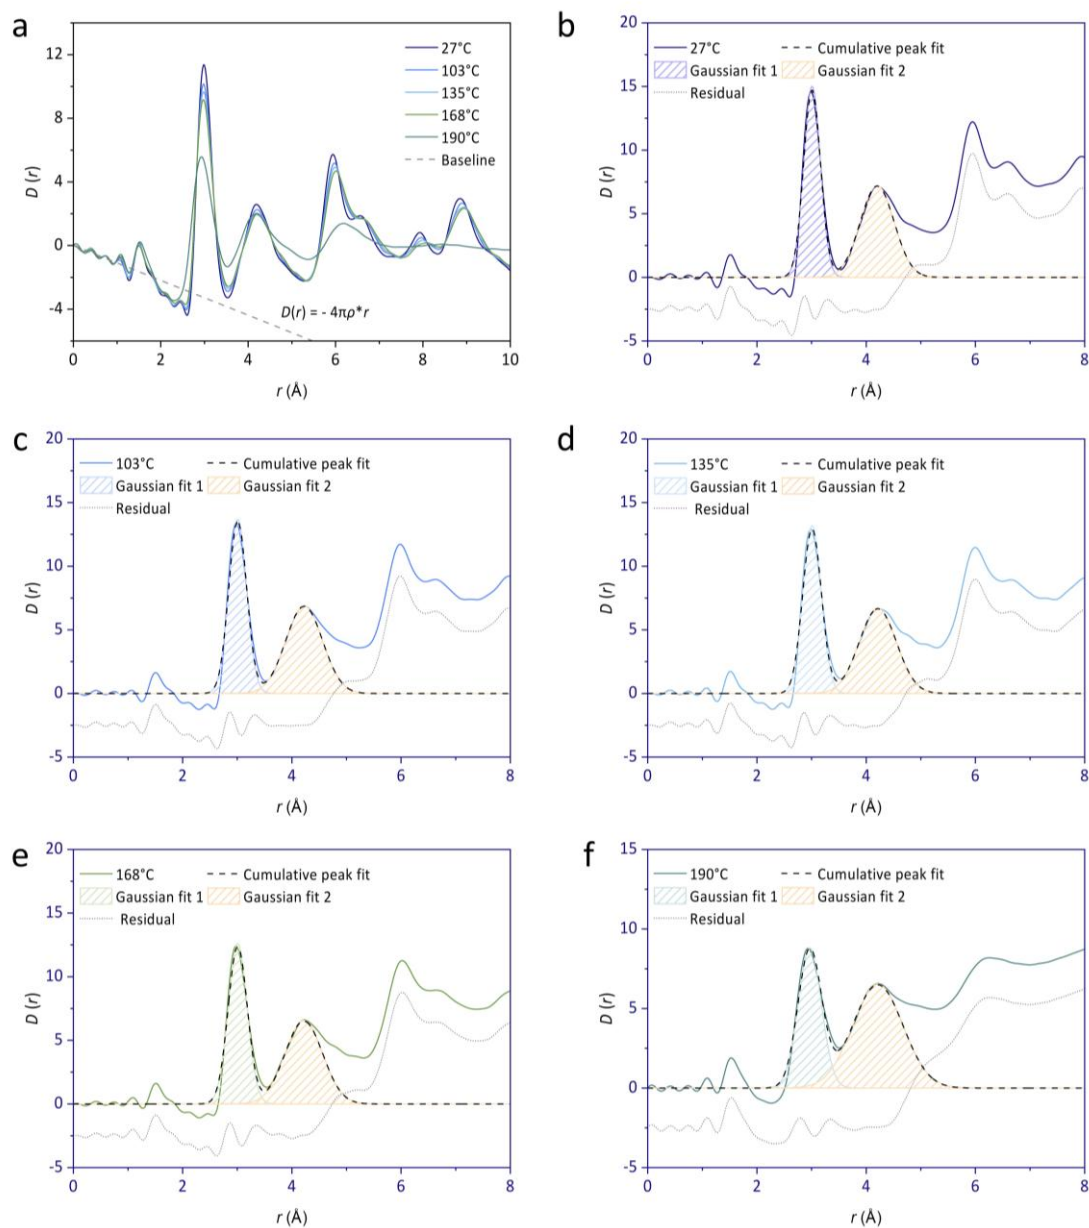 a
12
8
4
0
-4
D (r)
27°C
103°C
135°C
168°C
190°C
Baseline
D(r) = - 4πρ*r
0 2 4 6 8 10
r (Å)
b
20
15
10
5
0
-5
D (r)
27°C Cumulative peak fit
Gaussian fit 1 Gaussian fit 2
Residual
0 2 4 6 8
r (Å)
c
20
15
10
5
0
-5
D (r)
103°C Cumulative peak fit
Gaussian fit 1 Gaussian fit 2
Residual
0 2 4 6 8
r (Å)
d
20
15
10
5
0
-5
D (r)
135°C Cumulative peak fit
Gaussian fit 1 Gaussian fit 2
Residual
0 2 4 6 8
r (Å)
e
20
15
10
5
0
-5
D (r)
168°C Cumulative peak fit
Gaussian fit 1 Gaussian fit 2
Residual
0 2 4 6 8
r (Å)
f
15
10
5
0
-5
D (r)
190°C Cumulative peak fit
Gaussian fit 1 Gaussian fit 2
Residual
0 2 4 6 8
r (Å)